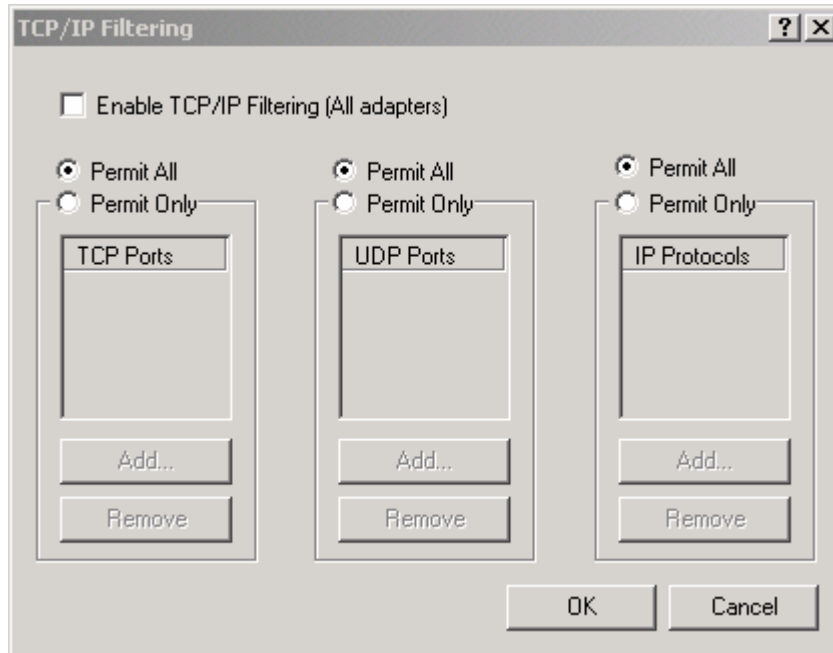 TCP/IP Filtering
Enable TCP/IP Filtering (All adapters)
Permit All
Permit Only
TCP Ports
Add...
Remove
Permit All
Permit Only
UDP Ports
Add...
Remove
Permit All
Permit Only
IP Protocols
Add...
Remove
OK
Cancel